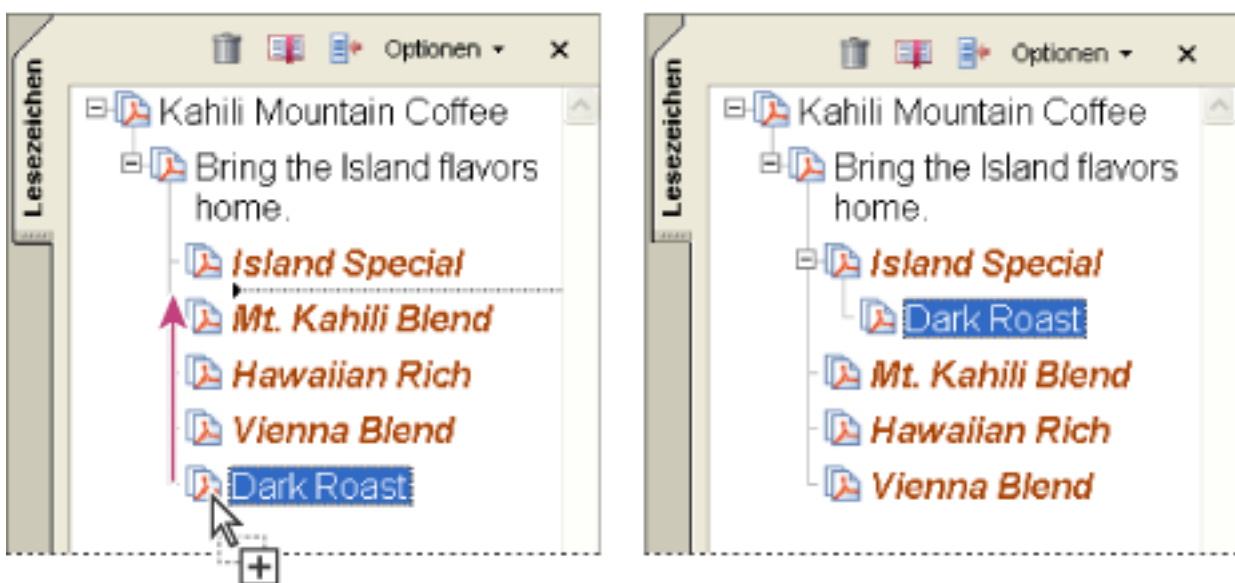 Optionen
Lesezeichen
Kahili Mountain Coffee
Bring the Island flavors
home.
Island Special
Mt. Kahili Blend
Hawaiian Rich
Vienna Blend
Dark Roast
Optionen
Lesezeichen
Kahili Mountain Coffee
Bring the Island flavors
home.
Island Special
Dark Roast
Mt. Kahili Blend
Hawaiian Rich
Vienna Blend